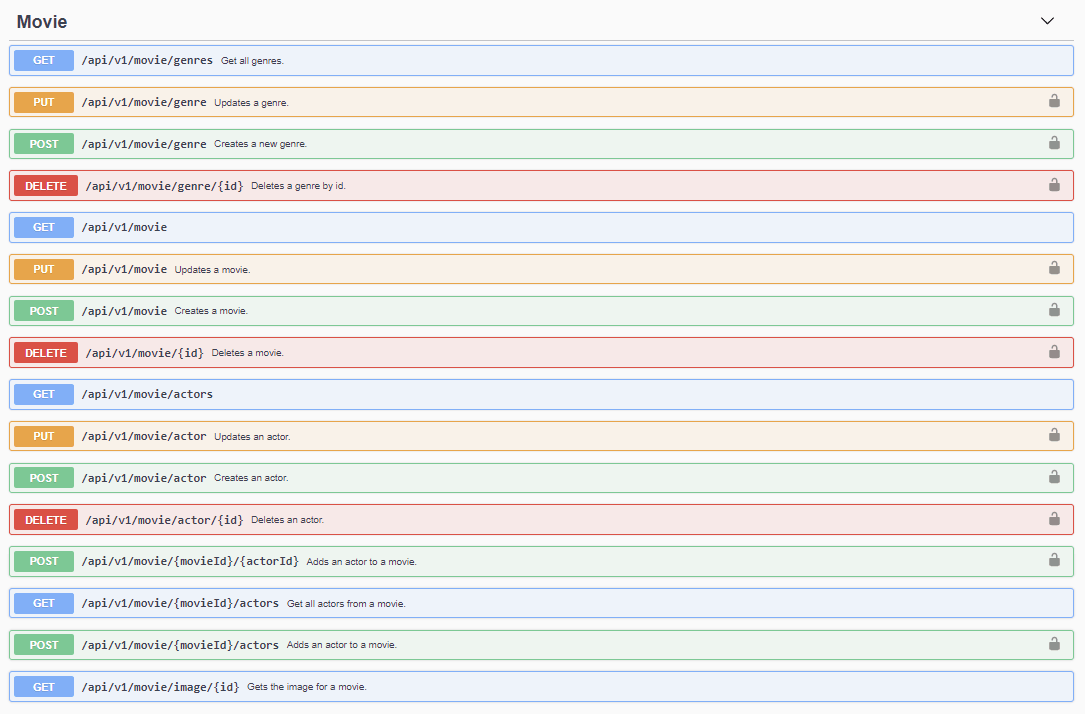 Movie
GET /api/v1/movie/genres Get all genres.
PUT /api/v1/movie/genre Updates a genre.
POST /api/v1/movie/genre Creates a new genre.
DELETE /api/v1/movie/genre/{id} Deletes a genre by id.
GET /api/v1/movie
PUT /api/v1/movie Updates a movie.
POST /api/v1/movie Creates a movie.
DELETE /api/v1/movie/{id} Deletes a movie.
GET /api/v1/movie/actors
PUT /api/v1/movie/actor Updates an actor.
POST /api/v1/movie/actor Creates an actor.
DELETE /api/v1/movie/actor/{id} Deletes an actor.
POST /api/v1/movie/{movieId}/{actorId} Adds an actor to a movie.
GET /api/v1/movie/{movieId}/actors Get all actors from a movie.
POST /api/v1/movie/{movieId}/actors Adds an actor to a movie.
GET /api/v1/movie/image/{id} Gets the image for a movie.